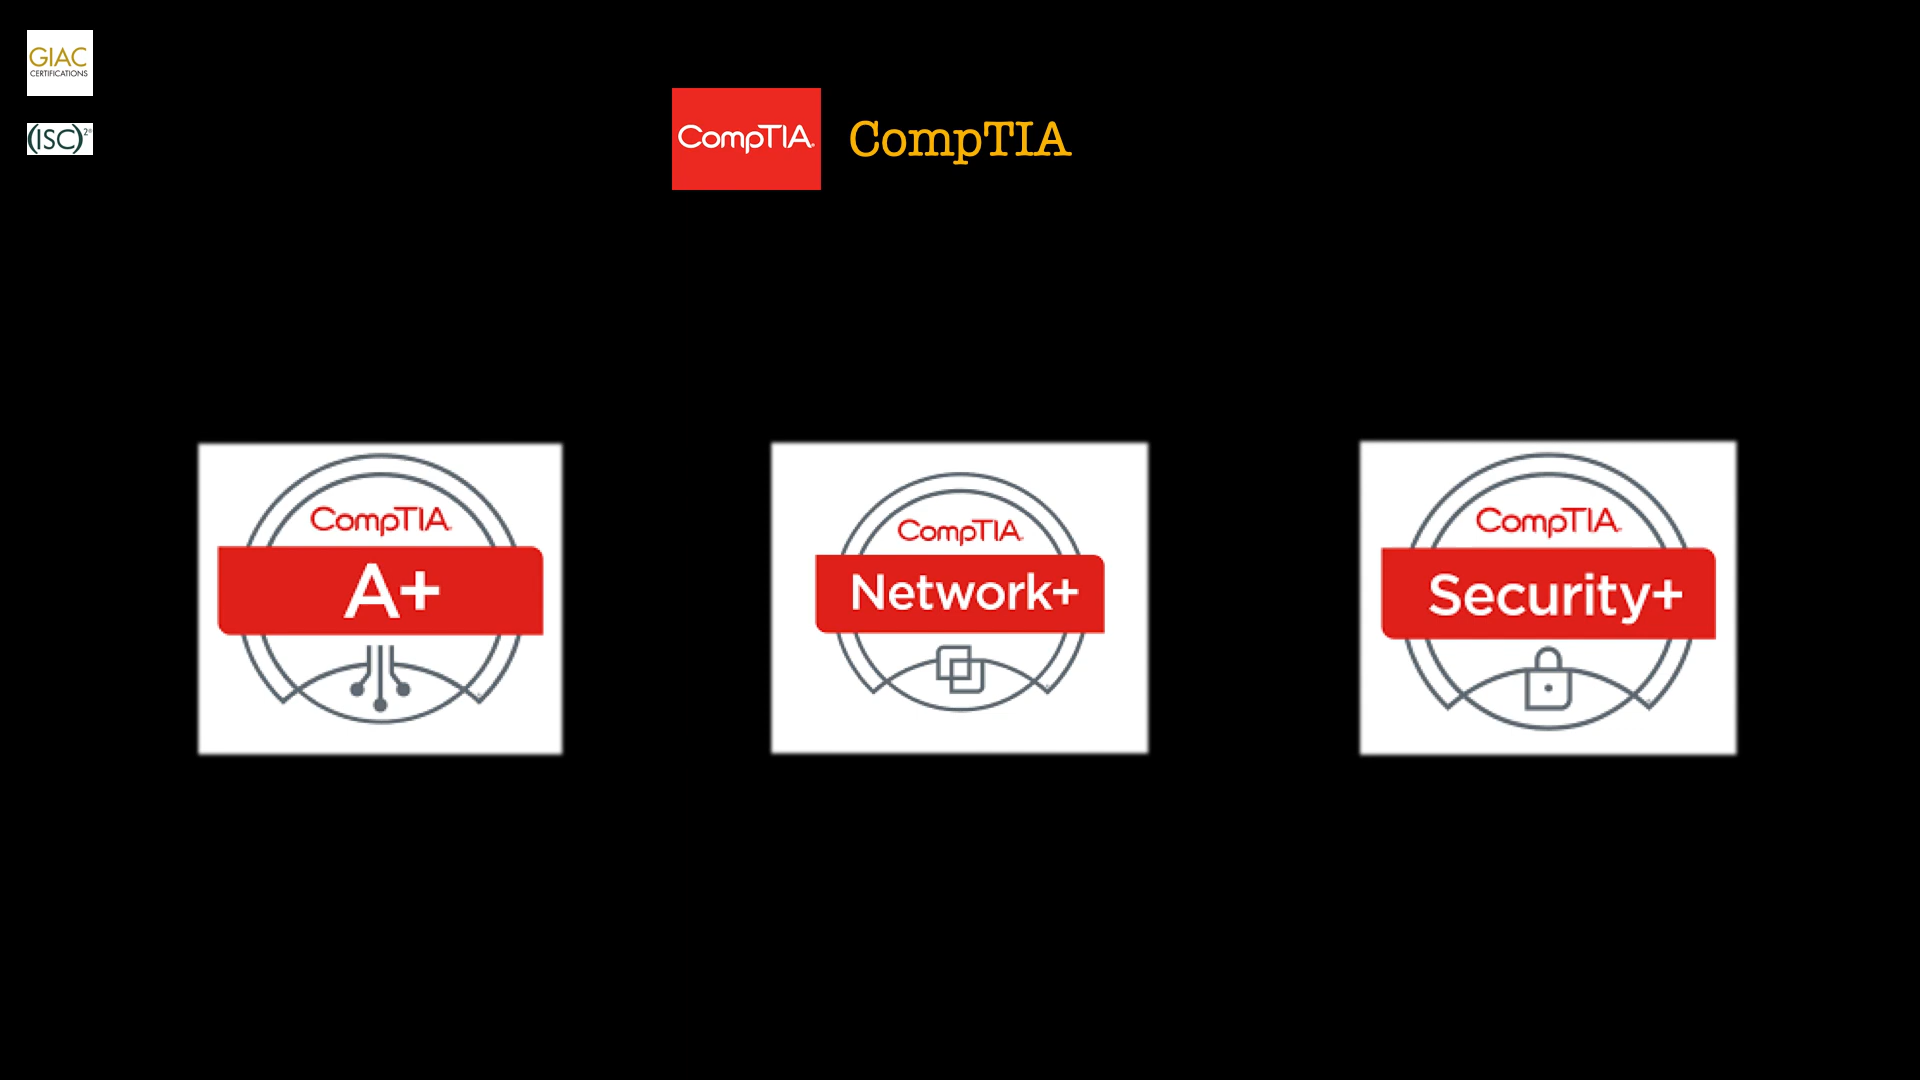 GIAC
CERTIFICATIONS
(ISC)²®
CompTIA.
CompTIA
CompTIA.
A+
CompTIA.
Network+
CompTIA.
Security+